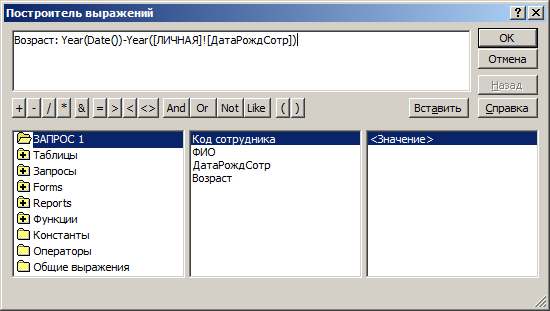 Построитель выражений
Возраст: Year(Date())-Year([ЛИЧНАЯ]![ДатаРождСотр])
ОК
Отмена
Назад
+ - / * & = > < <> And Or Not Like ( ) Вставить Справка
ЗАПРОС 1 Код сотрудника <Значение>
Таблицы ФИО
Запросы ДатаРождСотр
Forms Возраст
Reports
Функции
Константы
Операторы
Общие выражения